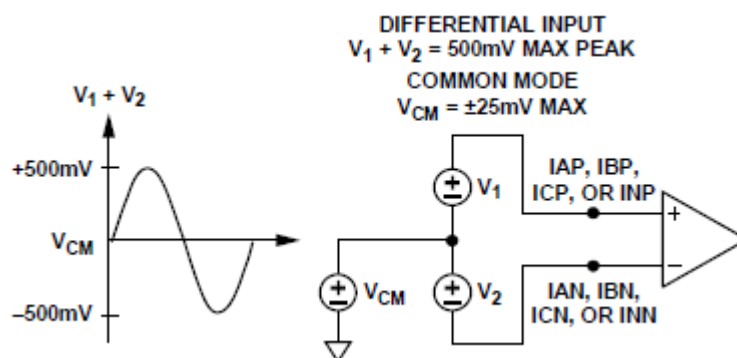 DIFFERENTIAL INPUT
V1 + V2 = 500mV MAX PEAK
COMMON MODE
VCM = ±25mV MAX
V1 + V2
+500mV
VCM
–500mV
V1
IAP, IBP,
ICP, OR INP
+
–
VCM
V2
IAN, IBN,
ICN, OR INN